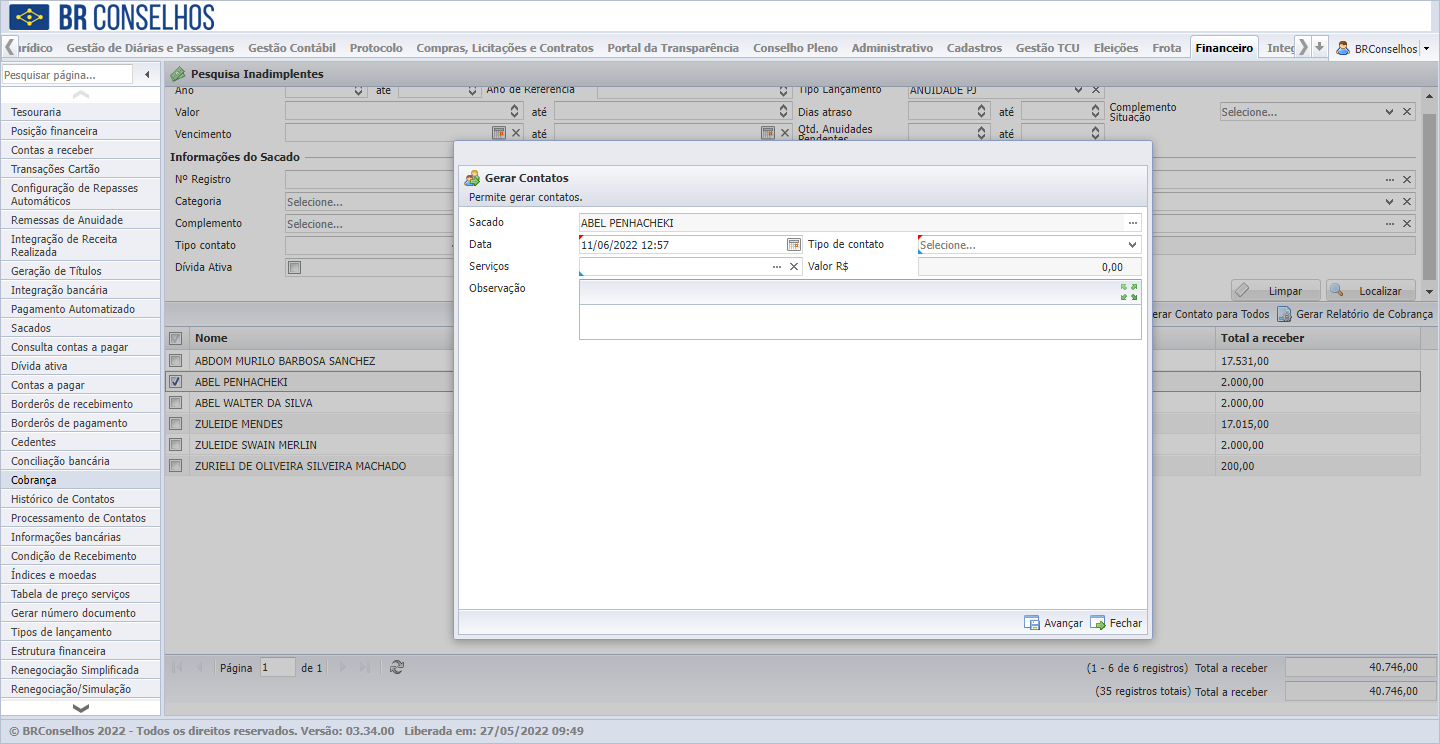 BR CONSELHOS
urídico Gestão de Diárias e Passagens Gestão Contábil Protocolo Compras, Licitações e Contratos Portal da Transparência Conselho Pleno Administrativo Cadastros Gestão TCU Eleições Frota Financeiro Integ BRConselhos
Pesquisar página...
Tesouraria
Posição financeira
Contas a receber
Transações Cartão
Configuração de Repasses
Automáticos
Remessas de Anuidade
Integração de Receita
Realizada
Geração de Títulos
Integração bancária
Pagamento Automatizado
Sacados
Consulta contas a pagar
Dívida ativa
Contas a pagar
Borderôs de recebimento
Borderôs de pagamento
Cedentes
Conciliação bancária
Cobrança
Histórico de Contatos
Processamento de Contatos
Informações bancárias
Condição de Recebimento
Índices e moedas
Tabela de preço serviços
Gerar número documento
Tipos de lançamento
Estrutura financeira
Renegociação Simplificada
Renegociação/Simulação
Pesquisa Inadimplentes
Ano até Ano de Referência Tipo Lançamento ANUIDADE PJ
Valor até Dias atraso até Complemento
Situação Selecione...
Vencimento até Qtd. Anuidades
Pendentes até
Informações do Sacado
Nº Registro
Categoria Selecione...
Complemento Selecione...
Tipo contato
Dívida Ativa
Limpar Localizar
erar Contato para Todos Gerar Relatório de Cobrança
Nome Total a receber
ABDOM MURILO BARBOSA SANCHEZ 17.531,00
ABEL PENHACHEKI 2.000,00
ABEL WALTER DA SILVA 2.000,00
ZULEIDE MENDES 17.015,00
ZULEIDE SWAIN MERLIN 2.000,00
ZURIELI DE OLIVEIRA SILVEIRA MACHADO 200,00
Gerar Contatos
Permite gerar contatos.
Sacado ABEL PENHACHEKI
Data 11/06/2022 12:57 Tipo de contato Selecione...
Serviços Valor R$ 0,00
Observação
Avançar Fechar
Página 1 de 1 (1 - 6 de 6 registros) Total a receber 40.746,00
(35 registros totais) Total a receber 40.746,00
© BRConselhos 2022 - Todos os direitos reservados. Versão: 03.34.00 Liberada em: 27/05/2022 09:49